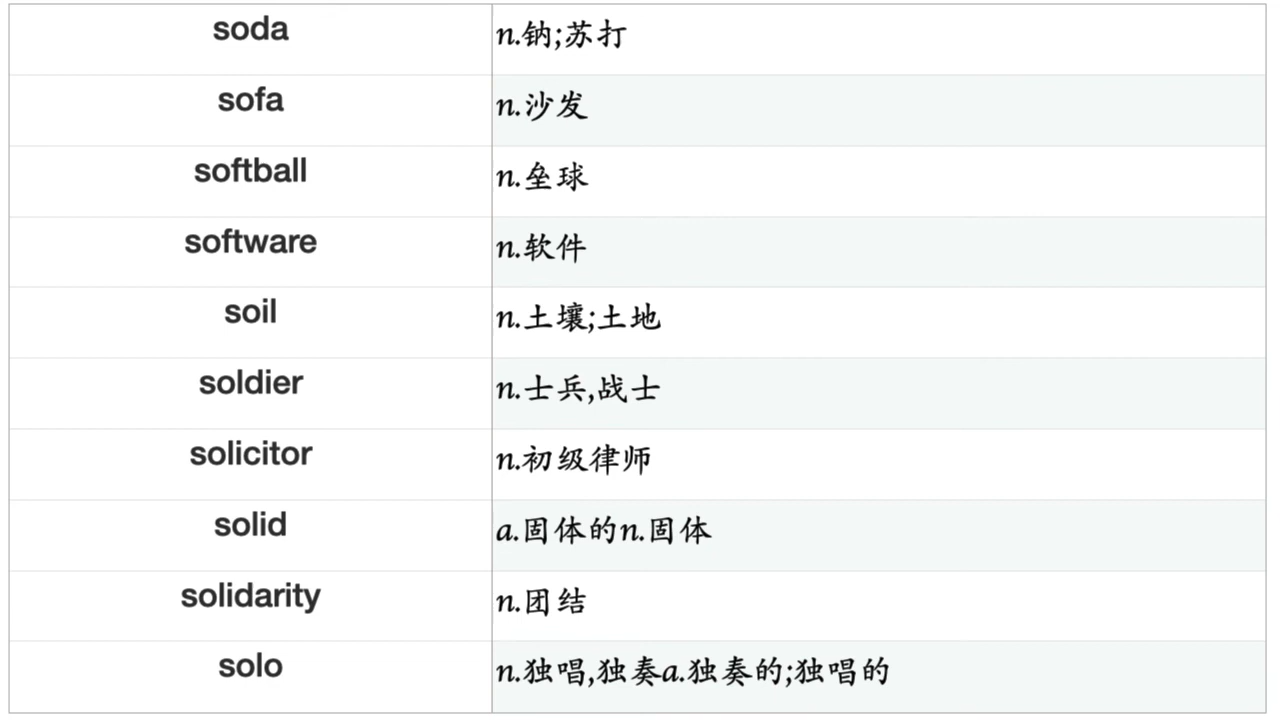 soda n.钠;苏打
sofa n.沙发
softball n.垒球
software n.软件
soil n.土壤;土地
soldier n.士兵,战士
solicitor n.初级律师
solid a.固体的n.固体
solidarity n.团结
solo n.独唱,独奏a.独奏的;独唱的